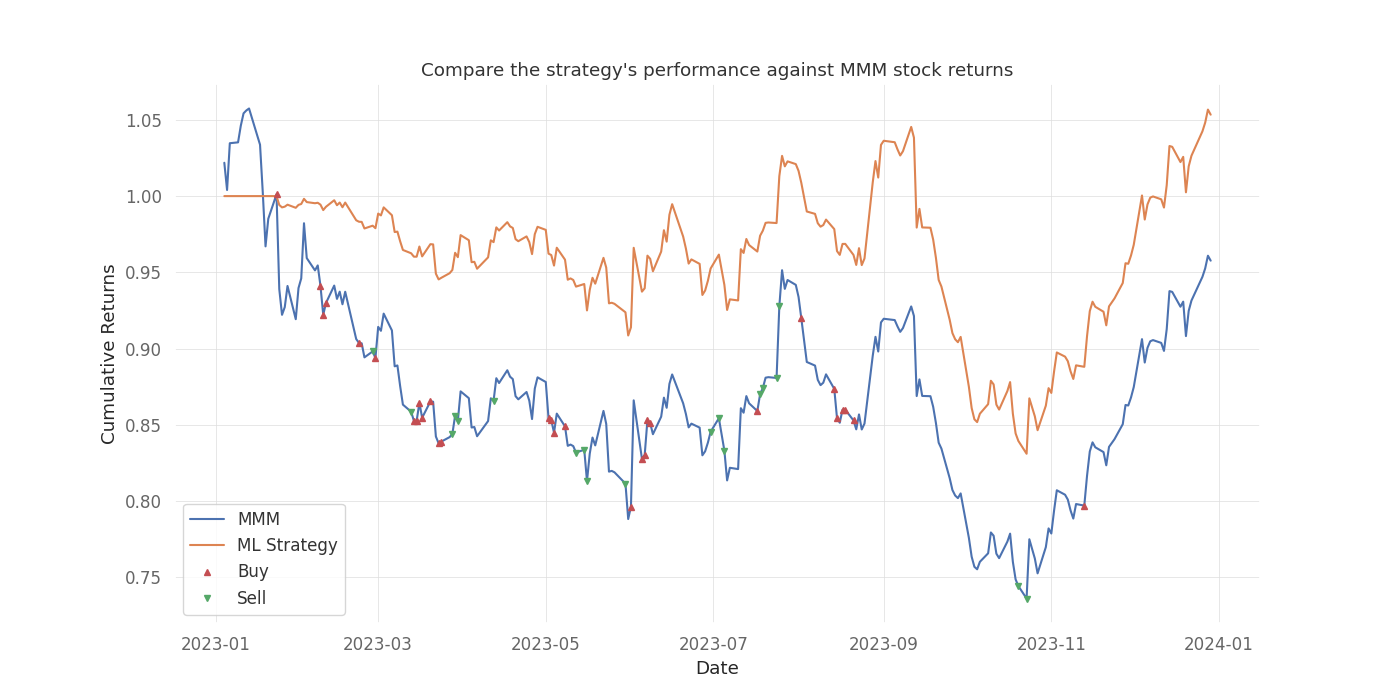 Compare the strategy's performance against MMM stock returns
Cumulative Returns
1.05
1.00
0.95
0.90
0.85
0.80
0.75
MMM
ML Strategy
Buy
Sell
2023-01 2023-03 2023-05 2023-07 2023-09 2023-11 2024-01
Date